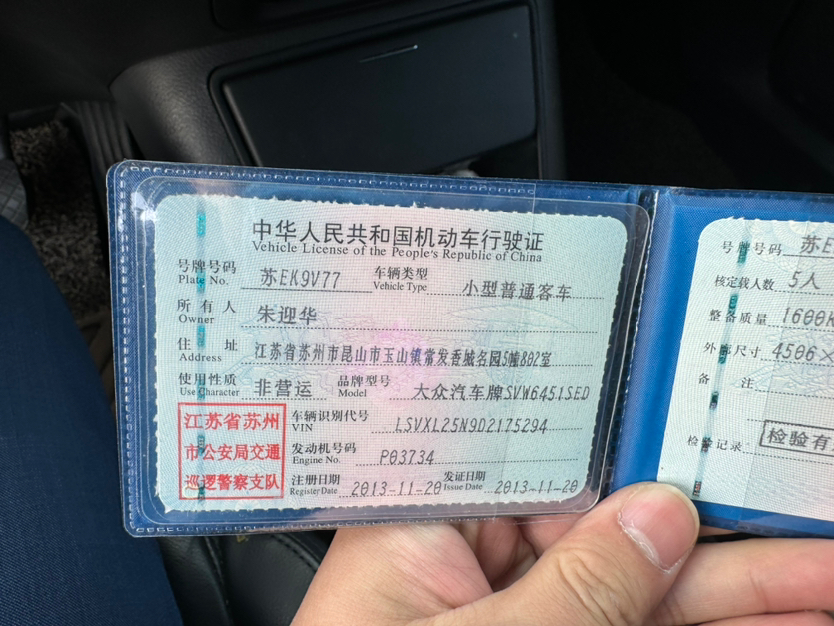 中华人民共和国机动车行驶证
Vehicle License of the People's Republic of China
号牌号码 苏EK9V77 车辆类型 小型普通客车
Plate No. Vehicle Type
所有人 朱迎华
Owner
住址 江苏省苏州市昆山市玉山镇常发香城名园5幢802室
Address
使用性质 非营运 品牌型号 大众汽车牌SVW6451SED
Use Character Model
江苏省苏州
市公安局交通
巡逻警察支队
车辆识别代号 LSVXL25N9D2175294
VIN
发动机号码 P03734
Engine No.
注册日期 2013-11-20 发证日期 2013-11-20
Register Date Issue Date
号牌号码 苏E
核定载人数 5人
整备质量 1600K
外廓尺寸 4506×
备注
检验记录 检验有